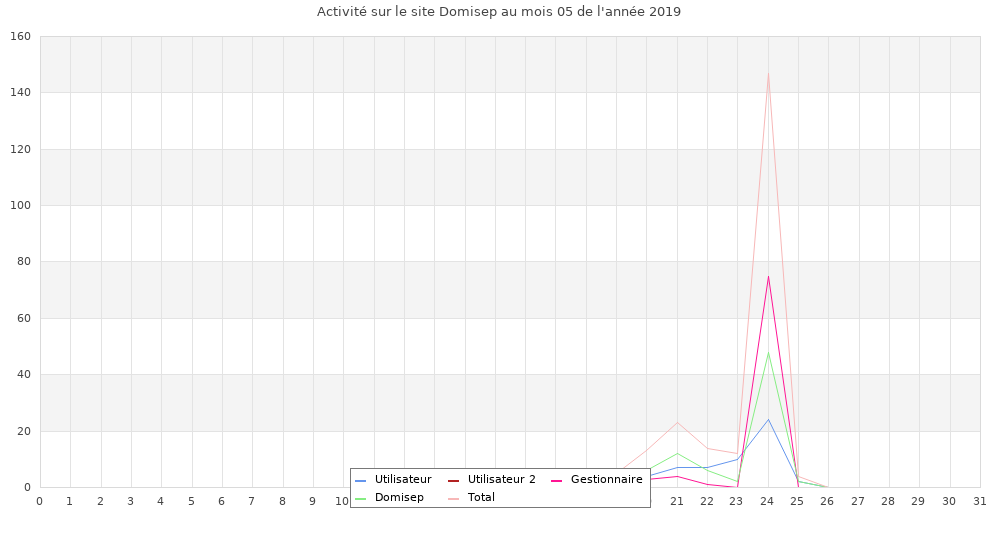 Activité sur le site Domisep au mois 05 de l'année 2019
160
140
120
100
80
60
40
20
0
0 1 2 3 4 5 6 7 8 9 10 21 22 23 24 25 26 27 28 29 30 31
Utilisateur Utilisateur 2 Gestionnaire
Domisep Total